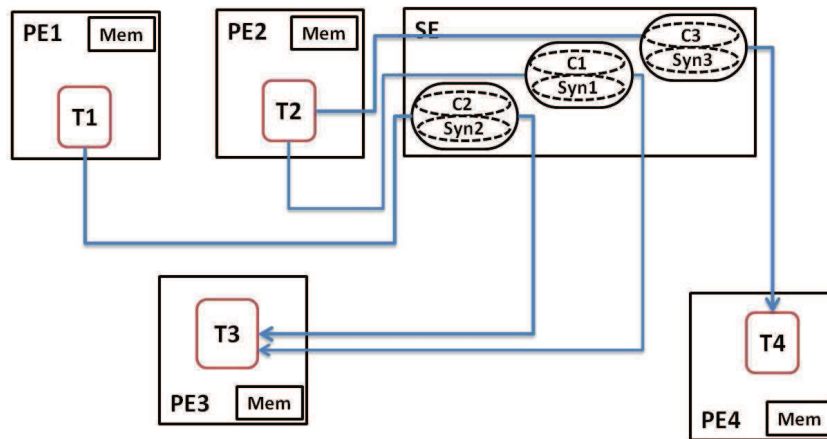 PE1
Mem
T1
PE2
Mem
T2
SE
C3
Syn3
C1
Syn1
C2
Syn2
T3
PE3
Mem
T4
PE4
Mem